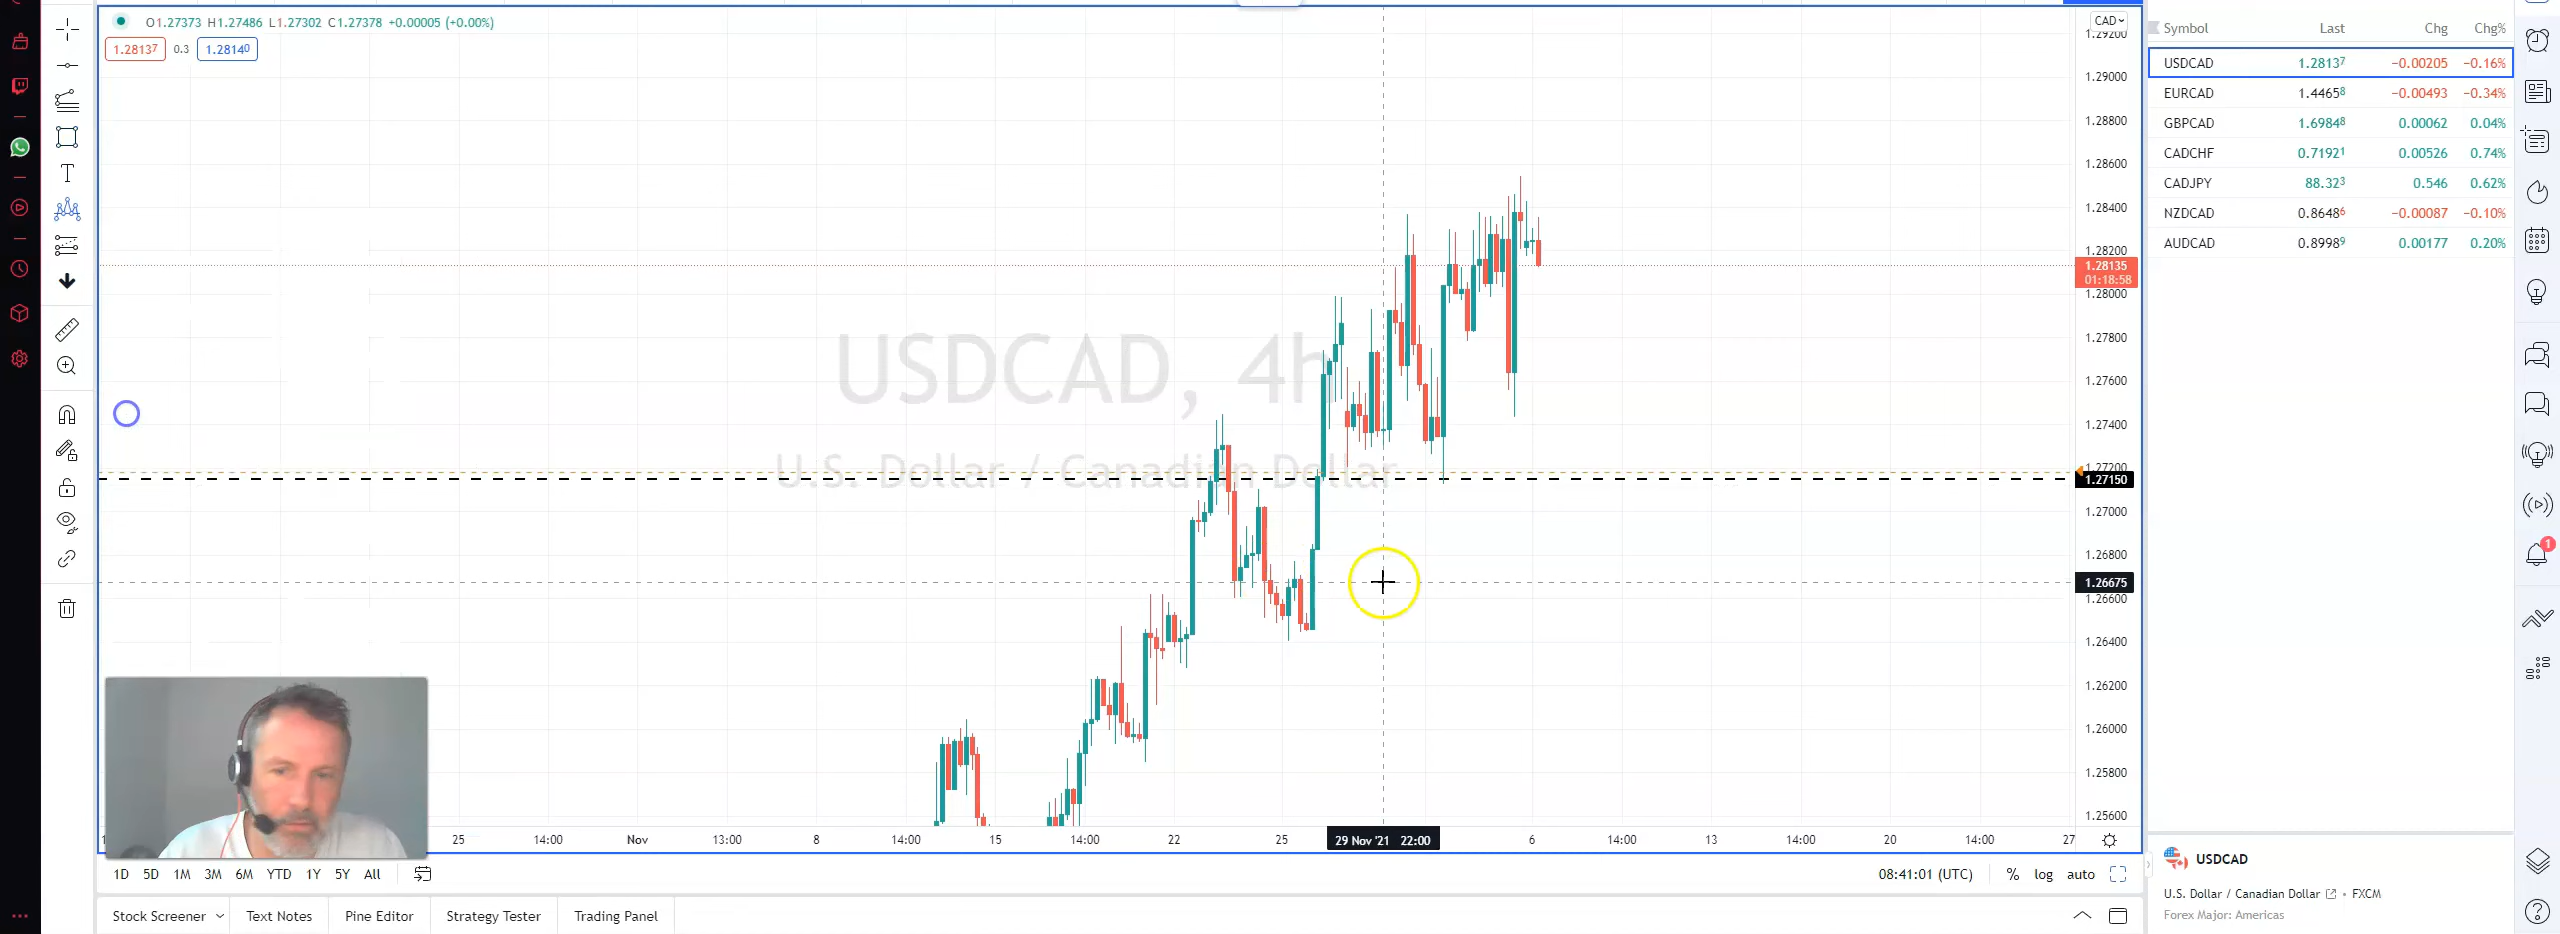 O1.27373 H1.27486 L1.27302 C1.27378 +0.00005 (+0.00%)
1.28137 0.3 1.28140
USDCAD, 4h
U.S. Dollar / Canadian Dollar
CAD
1.29200
1.29000
1.28800
1.28600
1.28400
1.28200
1.28135
01:18:58
1.28000
1.27800
1.27600
1.27400
1.27200
1.27150
1.27000
1.26800
1.26675
1.26600
1.26400
1.26200
1.26000
1.25800
1.25600
25 14:00 Nov 13:00 8 14:00 15 14:00 22 25 29 Nov '21 22:00 6 14:00 13 14:00 20 14:00 27
1D 5D 1M 3M 6M YTD 1Y 5Y All
08:41:01 (UTC) % log auto
Stock Screener Text Notes Pine Editor Strategy Tester Trading Panel
Symbol Last Chg Chg%
USDCAD 1.28137 −0.00205 −0.16%
EURCAD 1.44658 −0.00493 −0.34%
GBPCAD 1.69848 0.00062 0.04%
CADCHF 0.71921 0.00526 0.74%
CADJPY 88.323 0.546 0.62%
NZDCAD 0.86486 −0.00087 −0.10%
AUDCAD 0.89989 0.00177 0.20%
USDCAD
U.S. Dollar / Canadian Dollar • FXCM
Forex Major: Americas
1